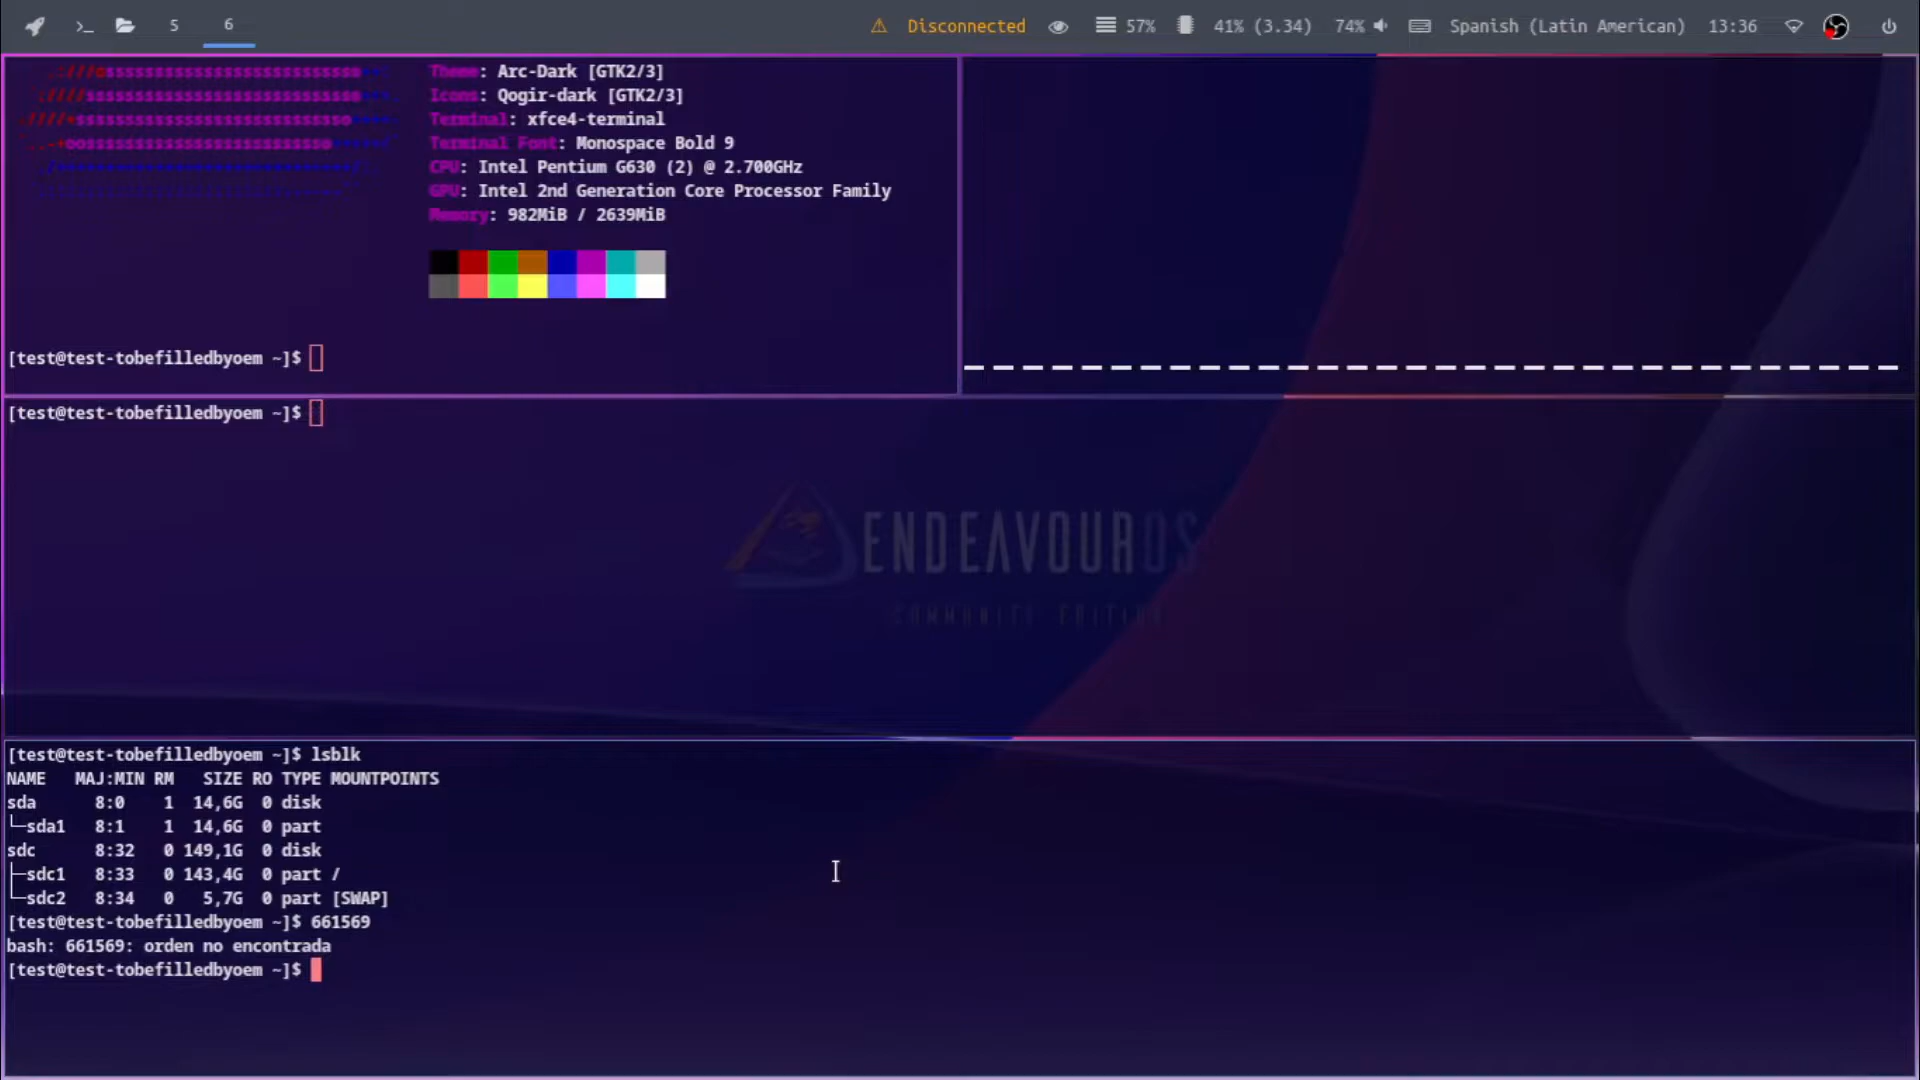 5 6 Disconnected 57% 41% (3.34) 74% Spanish (Latin American) 13:36
Theme: Arc-Dark [GTK2/3]
Icons: Qogir-dark [GTK2/3]
Terminal: xfce4-terminal
Terminal Font: Monospace Bold 9
CPU: Intel Pentium G630 (2) @ 2.700GHz
GPU: Intel 2nd Generation Core Processor Family
Memory: 982MiB / 2639MiB
[test@test-tobefilledbyoem ~]$
[test@test-tobefilledbyoem ~]$
ENDEAVOUROS
COMMUNITY EDITION
[test@test-tobefilledbyoem ~]$ lsblk
NAME MAJ:MIN RM SIZE RO TYPE MOUNTPOINTS
sda 8:0 1 14,6G 0 disk
└─sda1 8:1 1 14,6G 0 part
sdc 8:32 0 149,1G 0 disk
├─sdc1 8:33 0 143,4G 0 part /
└─sdc2 8:34 0 5,7G 0 part [SWAP]
[test@test-tobefilledbyoem ~]$ 661569
bash: 661569: orden no encontrada
[test@test-tobefilledbyoem ~]$